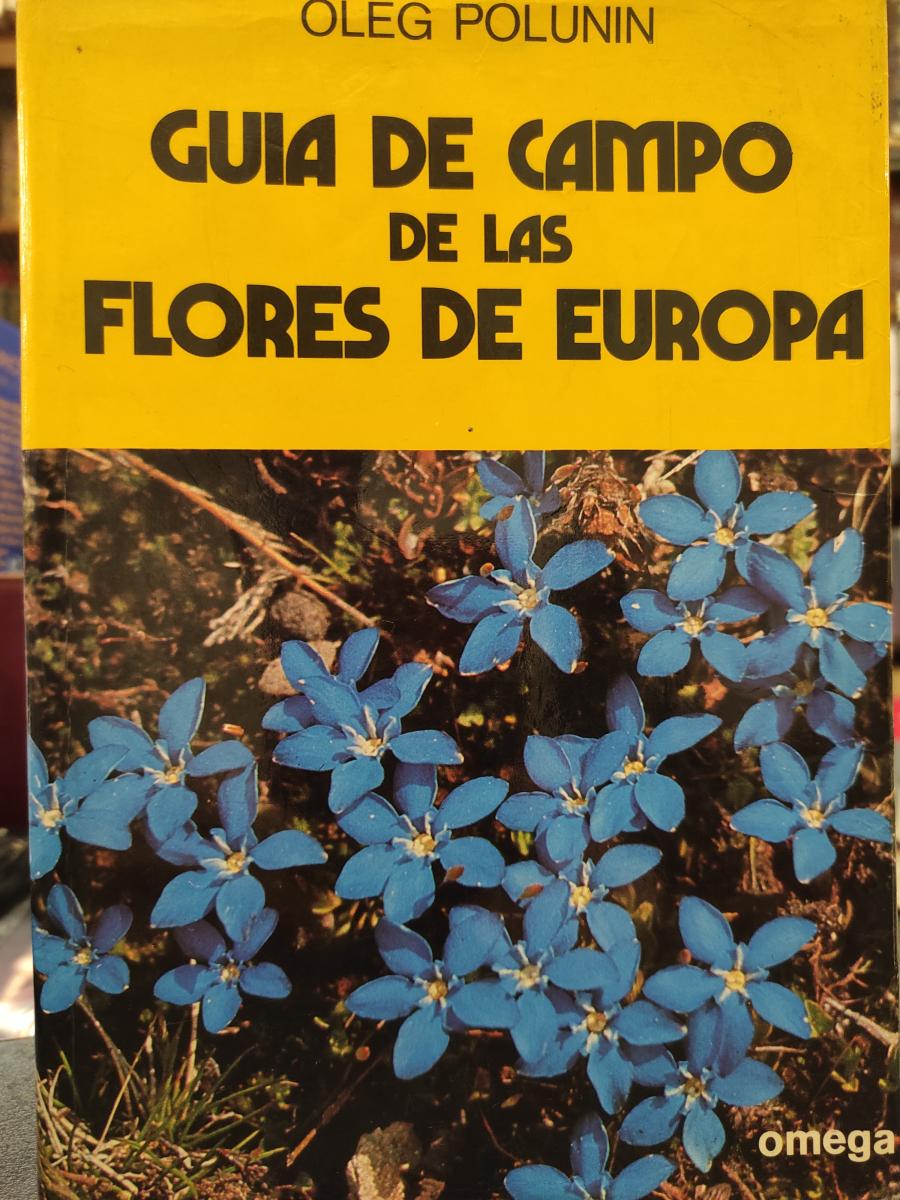 OLEG POLUNIN
GUIA DE CAMPO
DE LAS
FLORES DE EUROPA
omega